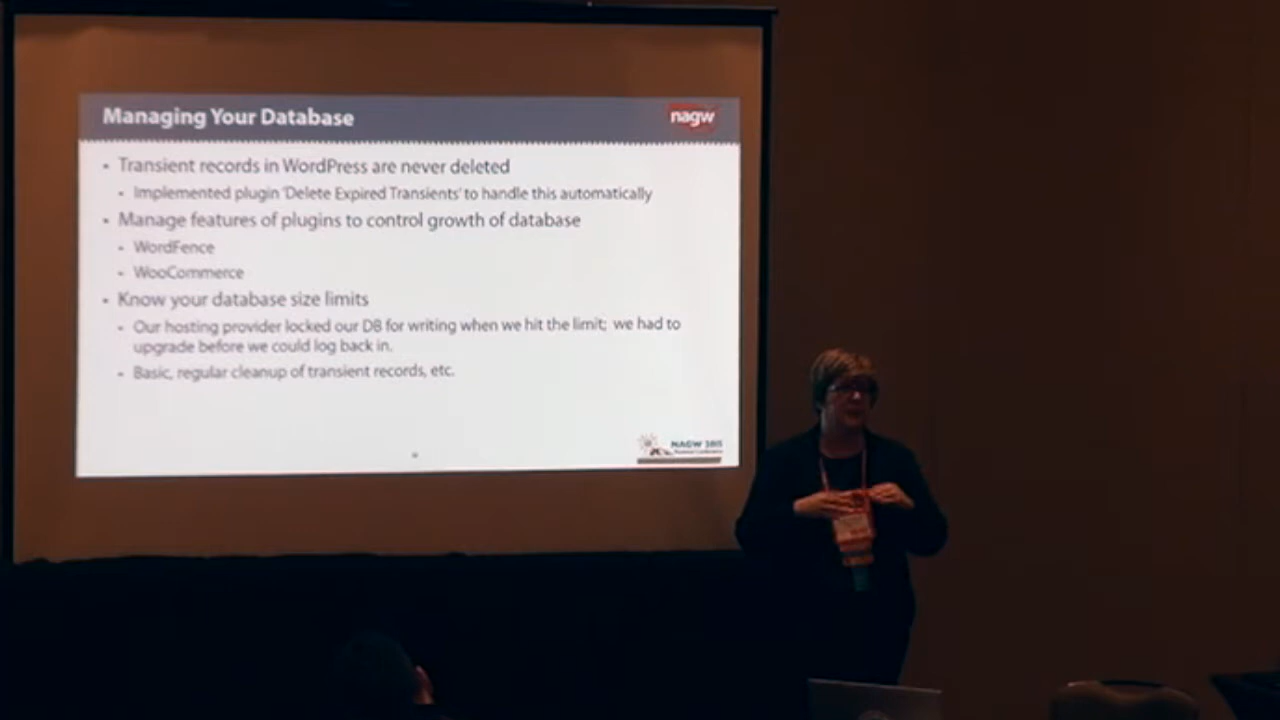 Managing Your Database
nagw
• Transient records in WordPress are never deleted
• Implemented plugin 'Delete Expired Transients' to handle this automatically
• Manage features of plugins to control growth of database
• WordFence
• WooCommerce
• Know your database size limits
• Our hosting provider locked our DB for writing when we hit the limit; we had to
upgrade before we could log back in.
• Basic, regular cleanup of transient records, etc.
NAGW